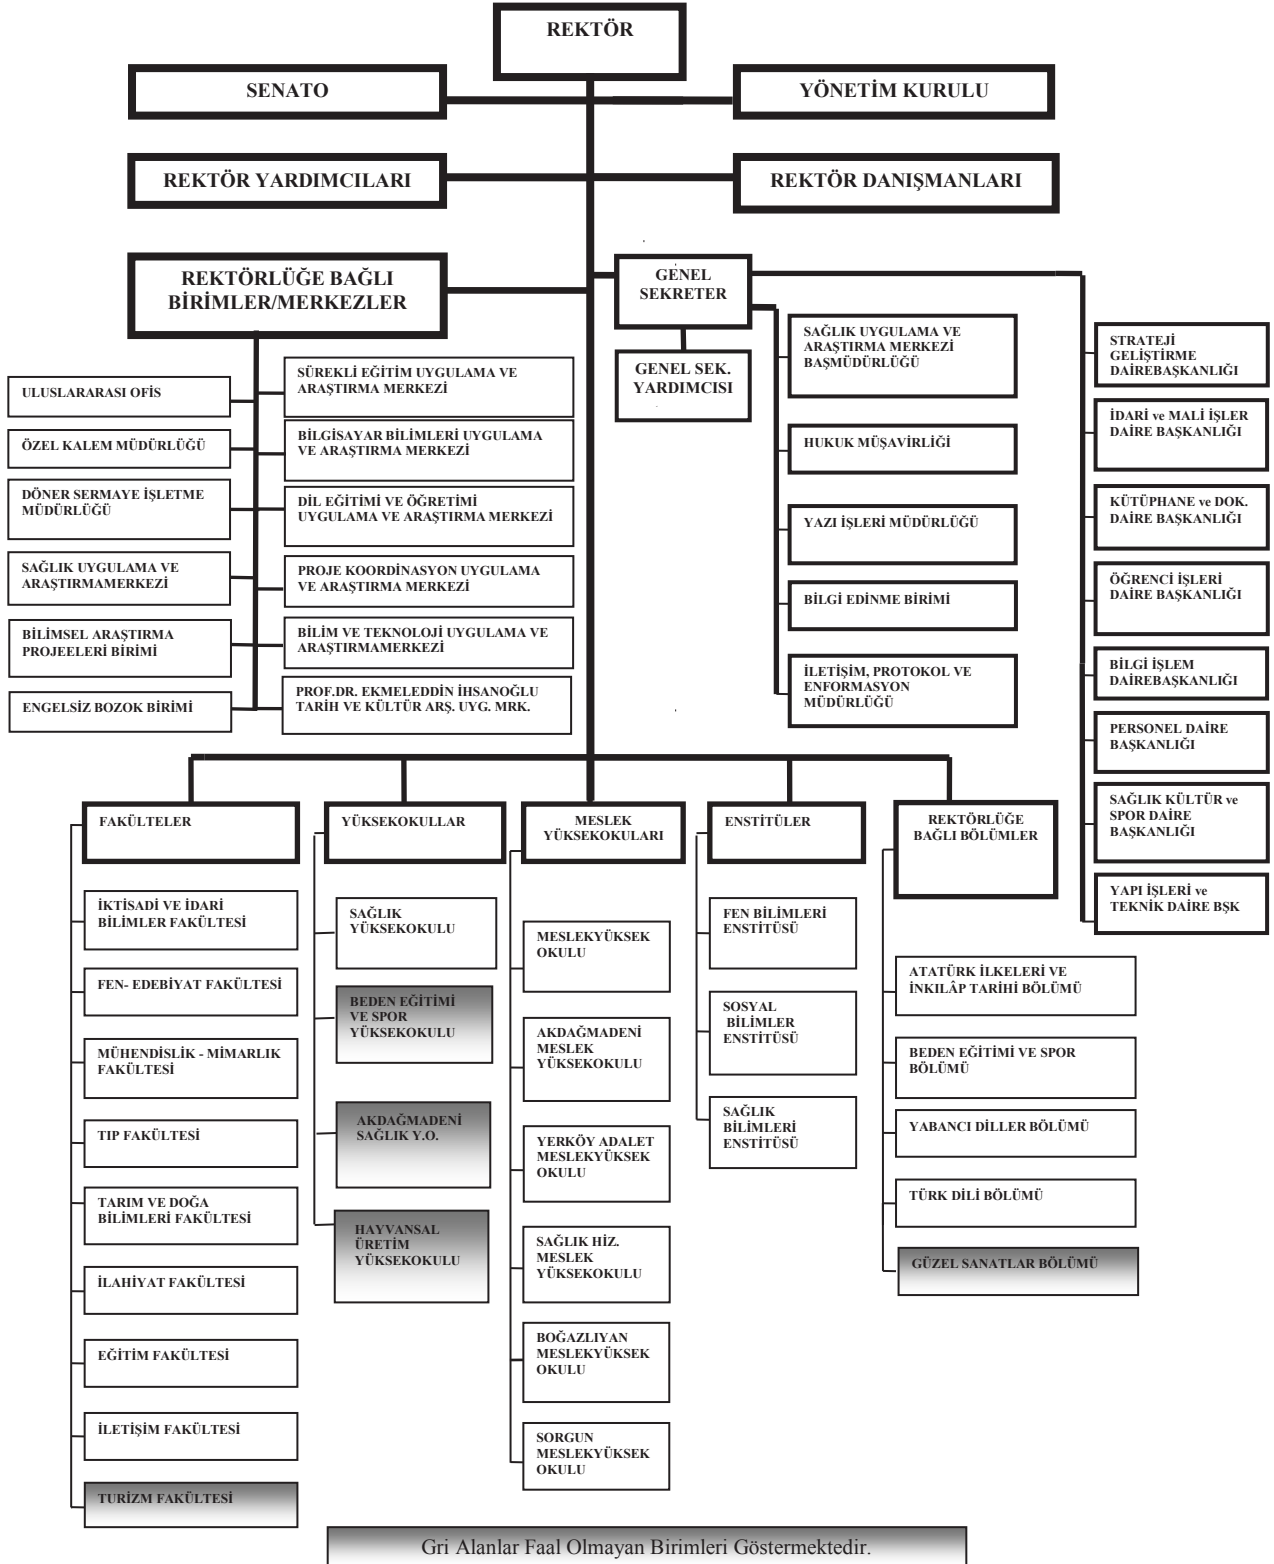 REKTÖR
SENATO
YÖNETİM KURULU
REKTÖR YARDIMCILARI
REKTÖR DANIŞMANLARI
REKTÖRLÜĞE BAĞLI
BİRİMLER/MERKEZLER
GENEL
SEKRETER
GENEL SEK.
YARDIMCISI
ULUSLARARASI OFİS
ÖZEL KALEM MÜDÜRLÜĞÜ
DÖNER SERMAYE İŞLETME
MÜDÜRLÜĞÜ
SAĞLIK UYGULAMA VE
ARAŞTIRMAMERKEZİ
BİLİMSEL ARAŞTIRMA
PROJEELERİ BİRİMİ
ENGELSİZ BOZOK BİRİMİ
SÜREKLİ EĞİTİM UYGULAMA VE
ARAŞTIRMA MERKEZİ
BİLGİSAYAR BİLİMLERİ UYGULAMA
VE ARAŞTIRMA MERKEZİ
DİL EĞİTİMİ VE ÖĞRETİMİ
UYGULAMA VE ARAŞTIRMA MERKEZİ
PROJE KOORDİNASYON UYGULAMA
VE ARAŞTIRMA MERKEZİ
BİLİM VE TEKNOLOJİ UYGULAMA VE
ARAŞTIRMAMERKEZİ
PROF.DR. EKMELEDDİN İHSANOĞLU
TARİH VE KÜLTÜR ARŞ. UYG. MRK.
SAĞLIK UYGULAMA VE
ARAŞTIRMA MERKEZİ
BAŞMÜDÜRLÜĞÜ
HUKUK MÜŞAVİRLİĞİ
YAZI İŞLERİ MÜDÜRLÜĞÜ
BİLGİ EDİNME BİRİMİ
İLETİŞİM, PROTOKOL VE
ENFORMASYON
MÜDÜRLÜĞÜ
STRATEJİ
GELİŞTİRME
DAİREBAŞKANLIĞI
İDARİ ve MALİ İŞLER
DAİRE BAŞKANLIĞI
KÜTÜPHANE ve DOK.
DAİRE BAŞKANLIĞI
ÖĞRENCİ İŞLERİ
DAİRE BAŞKANLIĞI
BİLGİ İŞLEM
DAİREBAŞKANLIĞI
PERSONEL DAİRE
BAŞKANLIĞI
SAĞLIK KÜLTÜR ve
SPOR DAİRE
BAŞKANLIĞI
YAPI İŞLERİ ve
TEKNİK DAİRE BŞK
FAKÜLTELER
İKTİSADİ VE İDARİ
BİLİMLER FAKÜLTESİ
FEN- EDEBİYAT FAKÜLTESİ
MÜHENDİSLİK - MİMARLIK
FAKÜLTESİ
TIP FAKÜLTESİ
TARIM VE DOĞA
BİLİMLERİ FAKÜLTESİ
İLAHİYAT FAKÜLTESİ
EĞİTİM FAKÜLTESİ
İLETİŞİM FAKÜLTESİ
TURİZM FAKÜLTESİ
YÜKSEKOKULLAR
SAĞLIK
YÜKSEKOKULU
BEDEN EĞİTİMİ
VE SPOR
YÜKSEKOKULU
AKDAĞMADENİ
SAĞLIK Y.O.
HAYVANSAL
ÜRETİM
YÜKSEKOKULU
MESLEK
YÜKSEKOKULARI
MESLEKYÜKSEK
OKULU
AKDAĞMADENİ
MESLEK
YÜKSEKOKULU
YERKÖY ADALET
MESLEKYÜKSEK
OKULU
SAĞLIK HİZ.
MESLEK
YÜKSEKOKULU
BOĞAZLIYAN
MESLEKYÜKSEK
OKULU
SORGUN
MESLEKYÜKSEK
OKULU
ENSTİTÜLER
FEN BİLİMLERİ
ENSTİTÜSÜ
SOSYAL
BİLİMLER
ENSTİTÜSÜ
SAĞLIK
BİLİMLERİ
ENSTİTÜSÜ
REKTÖRLÜĞE
BAĞLI BÖLÜMLER
ATATÜRK İLKELERİ VE
İNKILÂP TARİHİ BÖLÜMÜ
BEDEN EĞİTİMİ VE SPOR
BÖLÜMÜ
YABANCI DİLLER BÖLÜMÜ
TÜRK DİLİ BÖLÜMÜ
GÜZEL SANATLAR BÖLÜMÜ
Gri Alanlar Faal Olmayan Birimleri Göstermektedir.